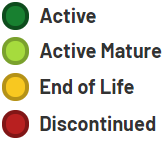 Active
Active Mature
End of Life
Discontinued